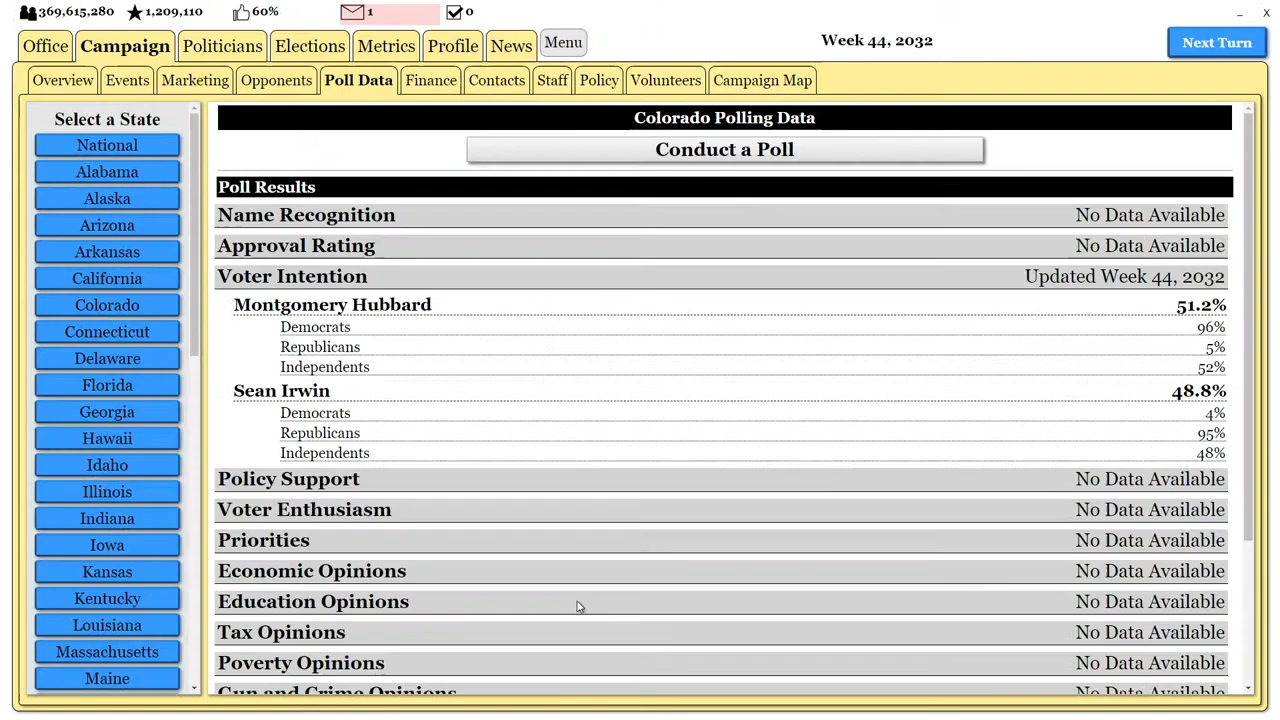 369,615,280 1,209,110 60% 1 0
Office Campaign Politicians Elections Metrics Profile News Menu Week 44, 2032 Next Turn
Overview Events Marketing Opponents Poll Data Finance Contacts Staff Policy Volunteers Campaign Map
Select a State
National
Alabama
Alaska
Arizona
Arkansas
California
Colorado
Connecticut
Delaware
Florida
Georgia
Hawaii
Idaho
Illinois
Indiana
Iowa
Kansas
Kentucky
Louisiana
Massachusetts
Maine
Colorado Polling Data
Conduct a Poll
Poll Results
Name Recognition No Data Available
Approval Rating No Data Available
Voter Intention Updated Week 44, 2032
Montgomery Hubbard 51.2%
Democrats 96%
Republicans 5%
Independents 52%
Sean Irwin 48.8%
Democrats 4%
Republicans 95%
Independents 48%
Policy Support No Data Available
Voter Enthusiasm No Data Available
Priorities No Data Available
Economic Opinions No Data Available
Education Opinions No Data Available
Tax Opinions No Data Available
Poverty Opinions No Data Available
Gun and Crime Opinions No Data Available